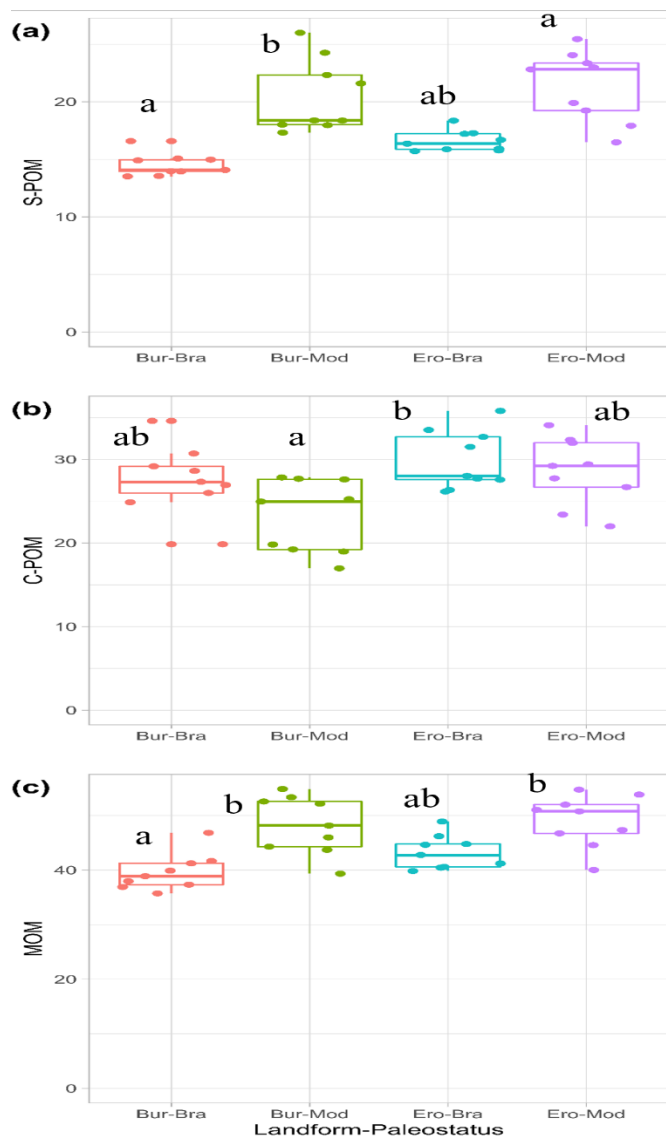 (a)
a
b
ab
a
S-POM
20
10
0
Bur-Bra Bur-Mod Ero-Bra Ero-Mod
(b)
ab
a
b
ab
C-POM
30
20
10
0
Bur-Bra Bur-Mod Ero-Bra Ero-Mod
(c)
a
b
ab
b
MOM
40
20
0
Bur-Bra Bur-Mod Ero-Bra Ero-Mod
Landform-Paleostatus